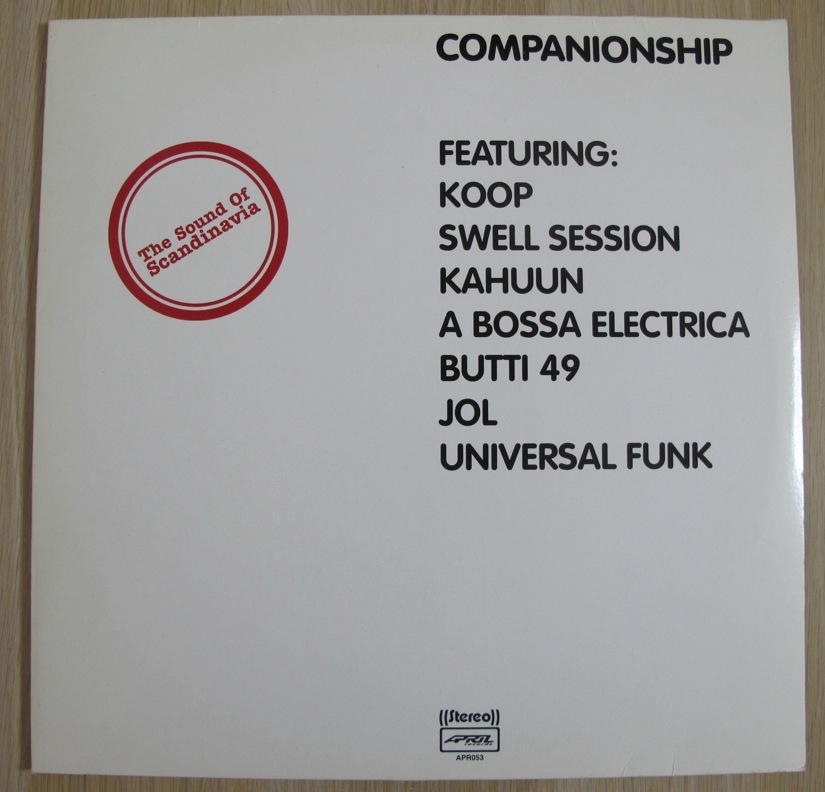 COMPANIONSHIP
The Sound Of
Scandinavia
FEATURING:
KOOP
SWELL SESSION
KAHUUN
A BOSSA ELECTRICA
BUTTI 49
JOL
UNIVERSAL FUNK
((Stereo))
APRIL
RECORDS
APR053